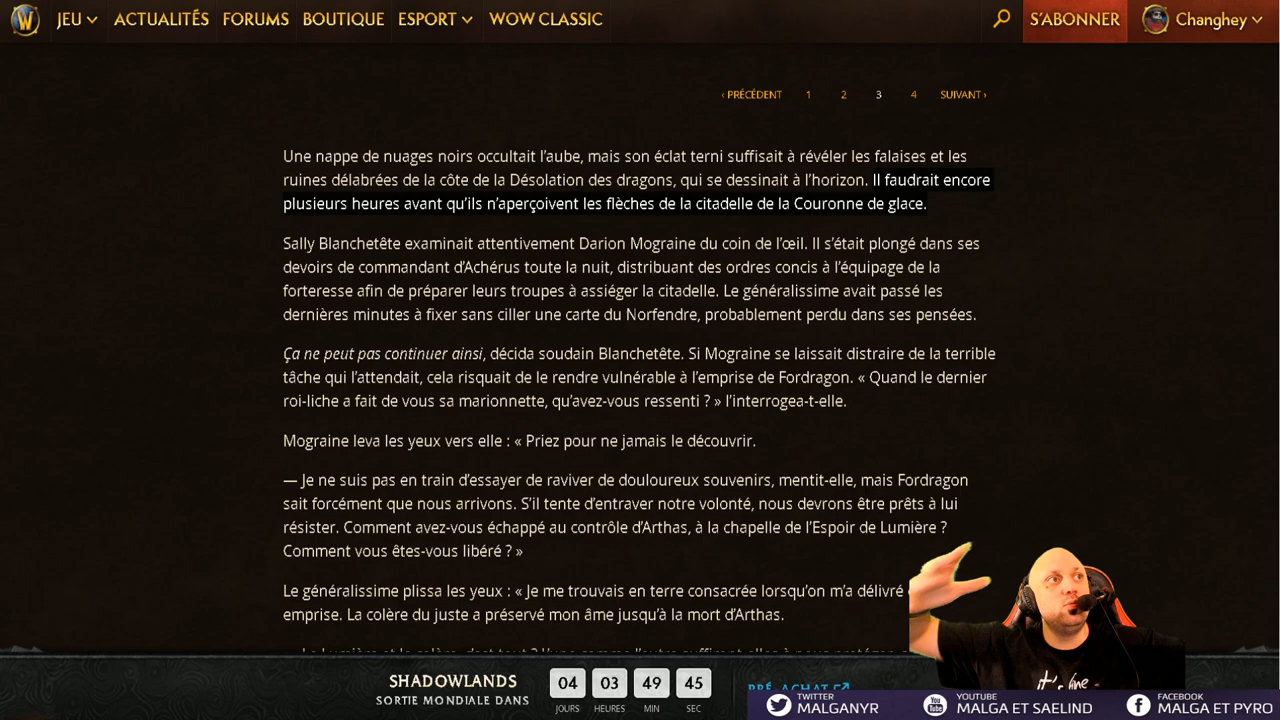 JEU ACTUALITÉS FORUMS BOUTIQUE ESPORT WOW CLASSIC S'ABONNER Changhey
‹ PRÉCÉDENT 1 2 3 4 SUIVANT ›
Une nappe de nuages noirs occultait l'aube, mais son éclat terni suffisait à révéler les falaises et les
ruines délabrées de la côte de la Désolation des dragons, qui se dessinait à l'horizon. Il faudrait encore
plusieurs heures avant qu'ils n'aperçoivent les flèches de la citadelle de la Couronne de glace.
Sally Blanchetête examinait attentivement Darion Mograine du coin de l'œil. Il s'était plongé dans ses
devoirs de commandant d'Achérus toute la nuit, distribuant des ordres concis à l'équipage de la
forteresse afin de préparer leurs troupes à assiéger la citadelle. Le généralissime avait passé les
dernières minutes à fixer sans ciller une carte du Norfendre, probablement perdu dans ses pensées.
Ça ne peut pas continuer ainsi, décida soudain Blanchetête. Si Mograine se laissait distraire de la terrible
tâche qui l'attendait, cela risquait de le rendre vulnérable à l'emprise de Fordragon. « Quand le dernier
roi-liche a fait de vous sa marionnette, qu'avez-vous ressenti ? » l'interrogea-t-elle.
Mograine leva les yeux vers elle : « Priez pour ne jamais le découvrir.
— Je ne suis pas en train d'essayer de raviver de douloureux souvenirs, mentit-elle, mais Fordragon
sait forcément que nous arrivons. S'il tente d'entraver notre volonté, nous devrons être prêts à lui
résister. Comment avez-vous échappé au contrôle d'Arthas, à la chapelle de l'Espoir de Lumière ?
Comment vous êtes-vous libéré ? »
Le généralissime plissa les yeux : « Je me trouvais en terre consacrée lorsqu'on m'a délivré
emprise. La colère du juste a préservé mon âme jusqu'à la mort d'Arthas.
SHADOWLANDS
SORTIE MONDIALE DANS
04 03 49 45
JOURS HEURES MIN SEC
PRÉ-ACHAT
it's fine
TWITTER
MALGANYR
YOUTUBE
MALGA ET SAELIND
FACEBOOK
MALGA ET PYRO